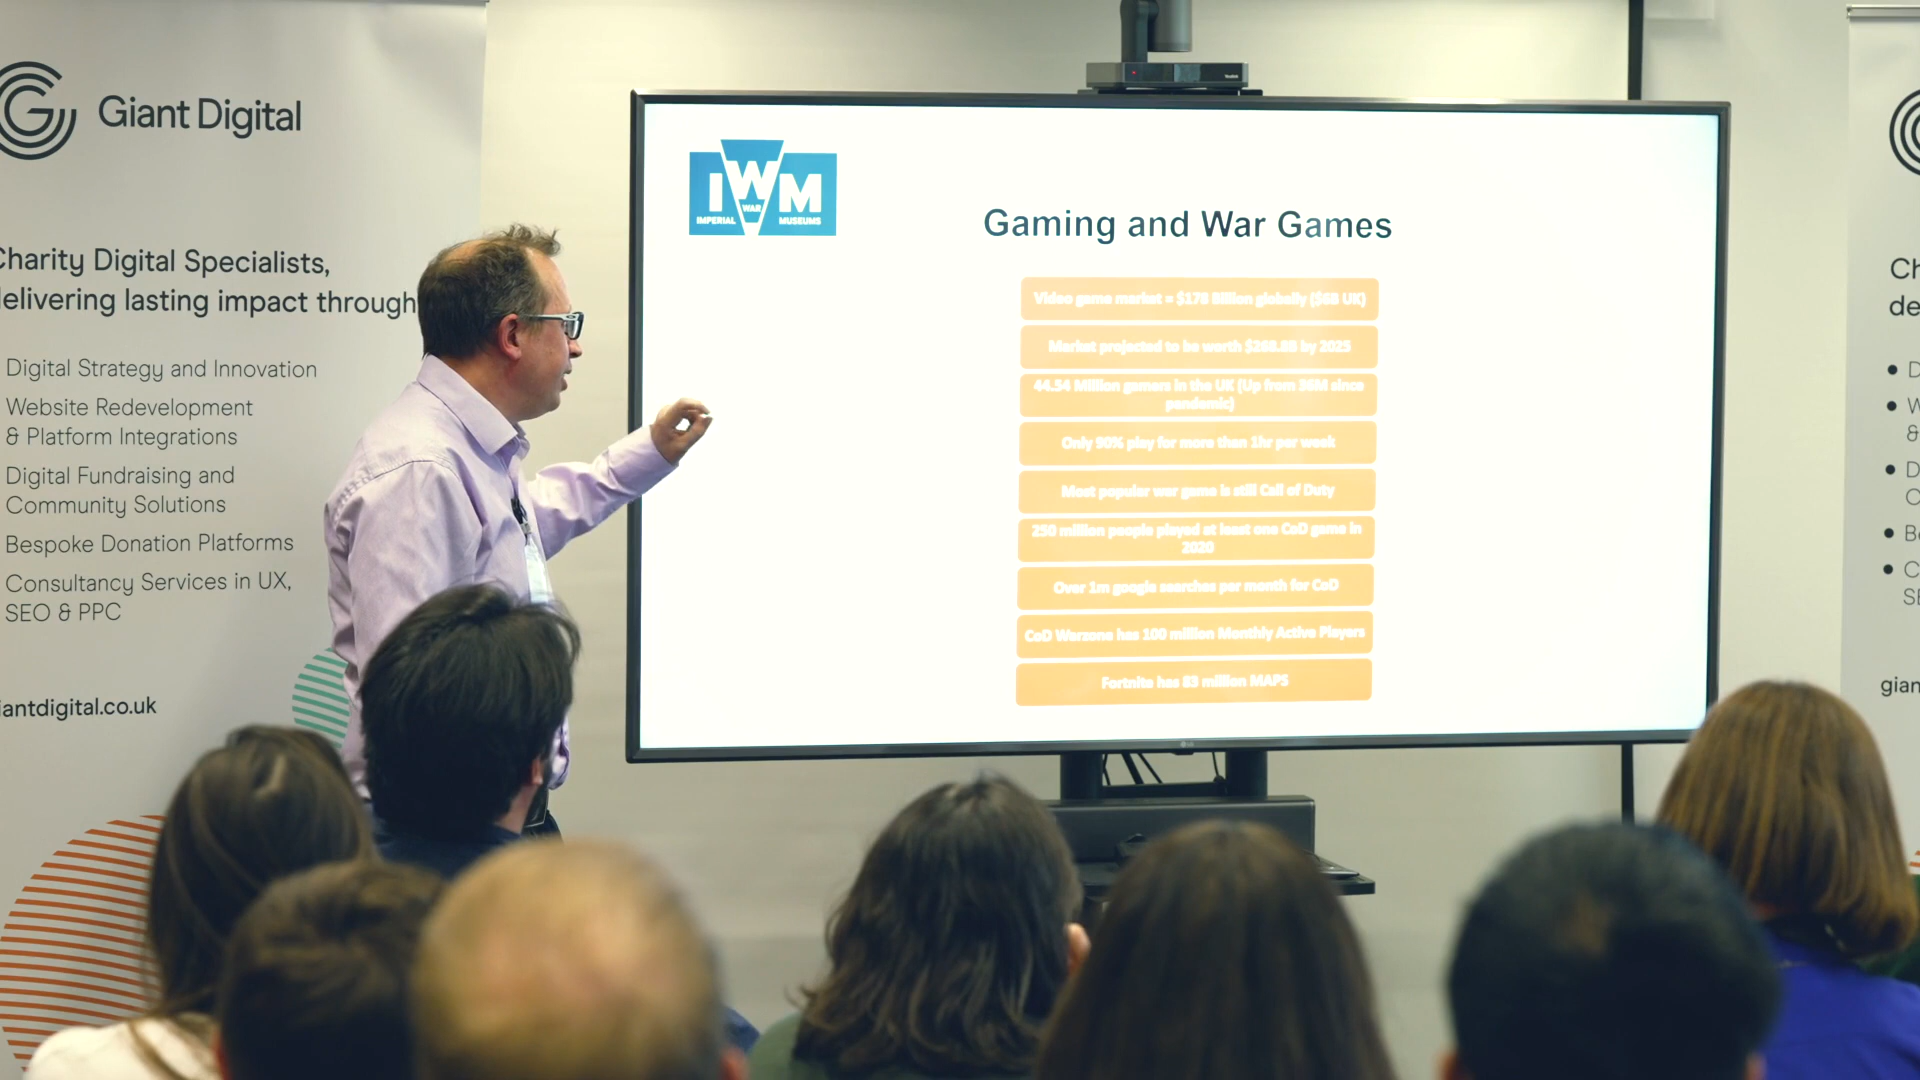 Giant Digital
Charity Digital Specialists,
delivering lasting impact through
Digital Strategy and Innovation
Website Redevelopment
& Platform Integrations
Digital Fundraising and
Community Solutions
Bespoke Donation Platforms
Consultancy Services in UX,
SEO & PPC
iantdigital.co.uk
IWM
IMPERIAL WAR MUSEUMS
Gaming and War Games
Video game market = $178 Billion globally ($6B UK)
Market projected to be worth $268.8B by 2025
44.34 Million gamers in the UK (Up from 36M since
pandemic)
Only 90% play for more than 1hr per week
Most popular war game is still Call of Duty
250 million people played at least one CoD game in
2020
Over 1m google searches per month for CoD
CoD Warzone has 100 million Monthly Active Players
Fortnite has 83 million MAPS
LG
Ch
de
D
W
&
D
C
Be
C
SE
gian